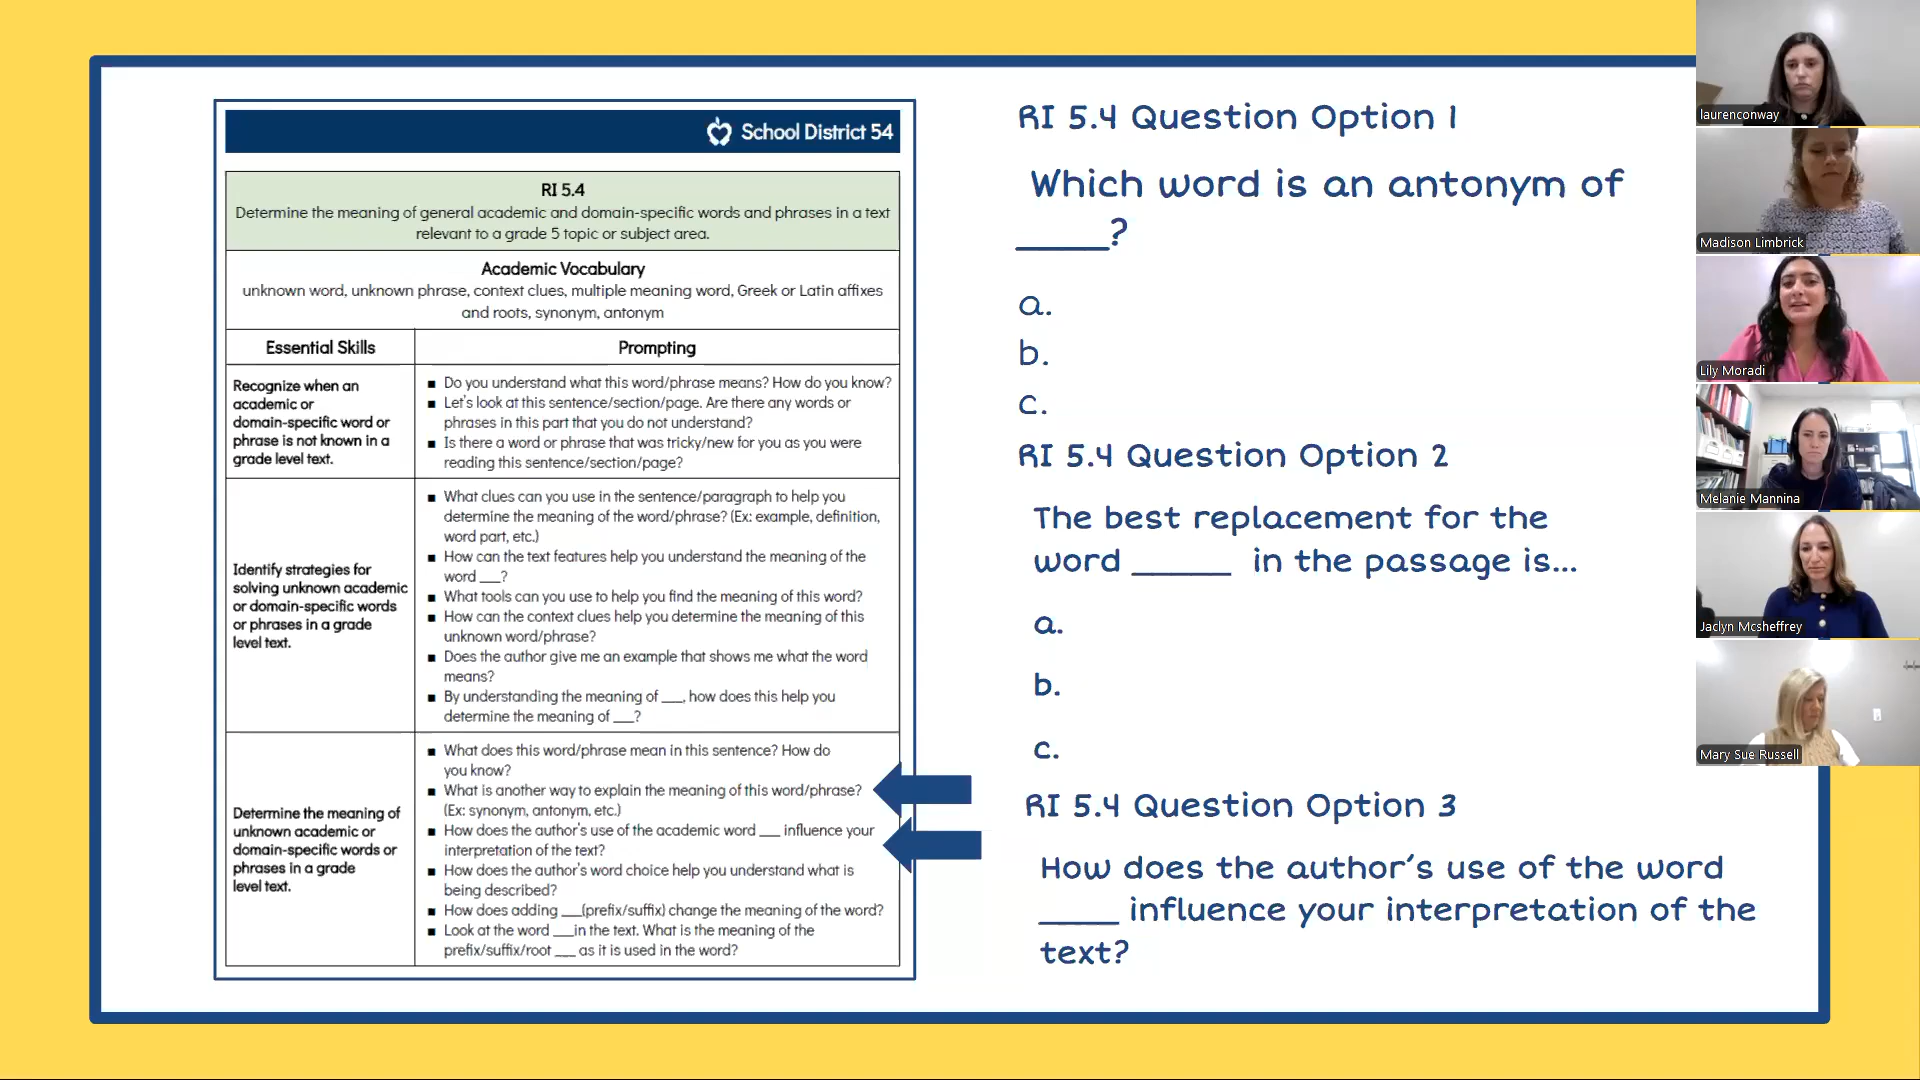 School District 54
RI 5.4
Determine the meaning of general academic and domain-specific words and phrases in a text
relevant to a grade 5 topic or subject area.
Academic Vocabulary
unknown word, unknown phrase, context clues, multiple meaning word, Greek or Latin affixes
and roots, synonym, antonym
Essential Skills
Prompting
Recognize when an
academic or
domain-specific word or
phrase is not known in a
grade level text.
■ Do you understand what this word/phrase means? How do you know?
■ Let's look at this sentence/section/page. Are there any words or
phrases in this part that you do not understand?
■ Is there a word or phrase that was tricky/new for you as you were
reading this sentence/section/page?
Identify strategies for
solving unknown academic
or domain-specific words
or phrases in a grade
level text.
■ What clues can you use in the sentence/paragraph to help you
determine the meaning of the word/phrase? (Ex: example, definition,
word part, etc.)
■ How can the text features help you understand the meaning of the
word ___?
■ What tools can you use to help you find the meaning of this word?
■ How can the context clues help you determine the meaning of this
unknown word/phrase?
■ Does the author give me an example that shows me what the word
means?
■ By understanding the meaning of ___, how does this help you
determine the meaning of ___?
Determine the meaning of
unknown academic or
domain-specific words or
phrases in a grade
level text.
■ What does this word/phrase mean in this sentence? How do
you know?
■ What is another way to explain the meaning of this word/phrase?
(Ex: synonym, antonym, etc.)
■ How does the author's use of the academic word ___ influence your
interpretation of the text?
■ How does the author's word choice help you understand what is
being described?
■ How does adding ___(prefix/suffix) change the meaning of the word?
■ Look at the word ___in the text. What is the meaning of the
prefix/suffix/root ___ as it is used in the word?
RI 5.4 Question Option 1
Which word is an antonym of
_____?
a.
b.
c.
RI 5.4 Question Option 2
The best replacement for the
word _____ in the passage is...
a.
b.
c.
RI 5.4 Question Option 3
How does the author's use of the word
____ influence your interpretation of the
text?
laurenconway
Madison Limbrick
Lily Moradi
Melanie Mannina
Jaclyn Mcsheffrey
Mary Sue Russell